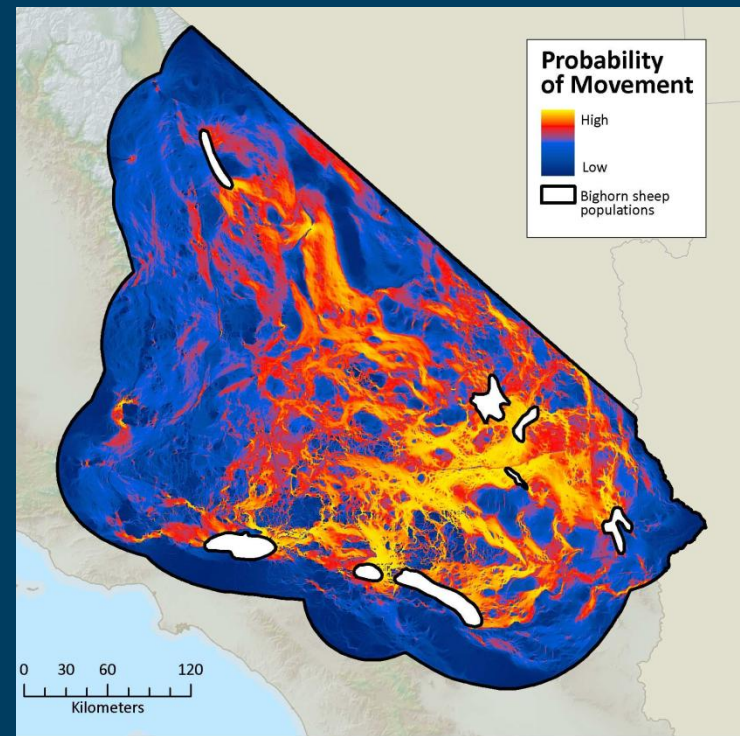 Probability
of Movement
High
Low
Bighorn sheep
populations
0 30 60 120
Kilometers